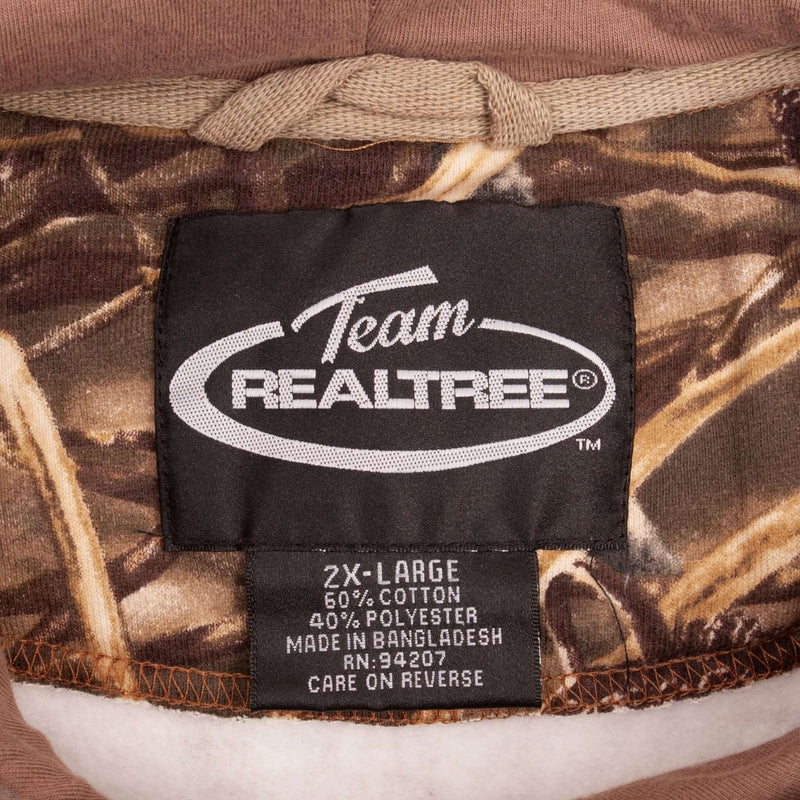 Team
REALTREE®
TM
2X-LARGE
60% COTTON
40% POLYESTER
MADE IN BANGLADESH
RN:94207
CARE ON REVERSE